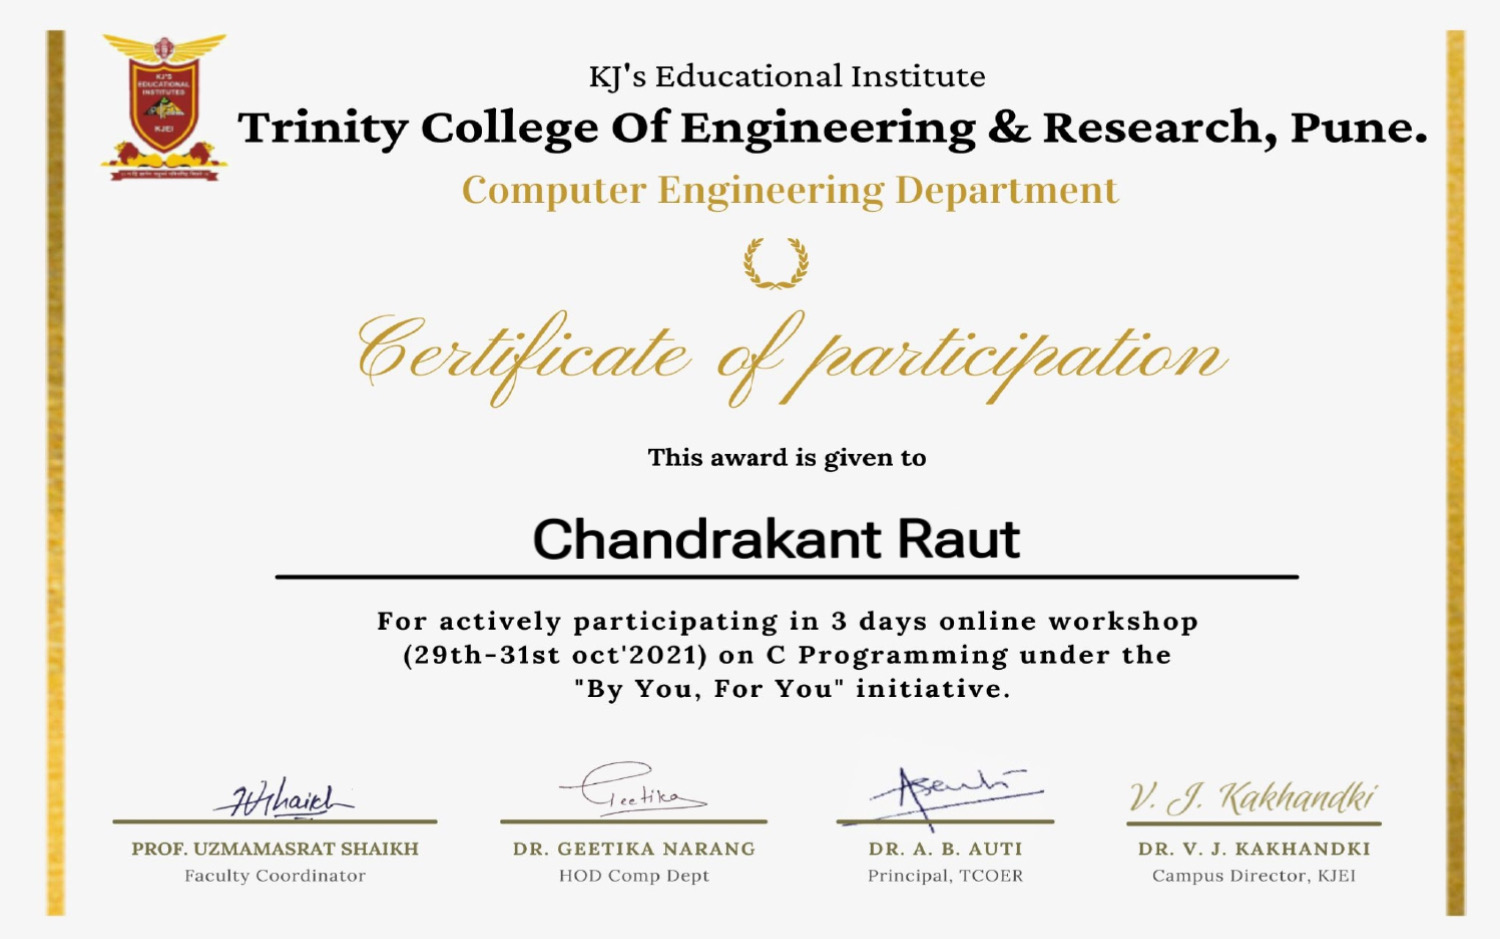 KJ'S
EDUCATIONAL
INSTITUTES
KJEI
KJ's Educational Institute
Trinity College Of Engineering & Research, Pune.
Computer Engineering Department
Certificate of participation
This award is given to
Chandrakant Raut
For actively participating in 3 days online workshop
(29th-31st oct'2021) on C Programming under the
"By You, For You" initiative.
Geetika
V. J. Kakhandki
PROF. UZMAMASRAT SHAIKH
DR. GEETIKA NARANG
DR. A. B. AUTI
DR. V. J. KAKHANDKI
Faculty Coordinator
HOD Comp Dept
Principal, TCOER
Campus Director, KJEI